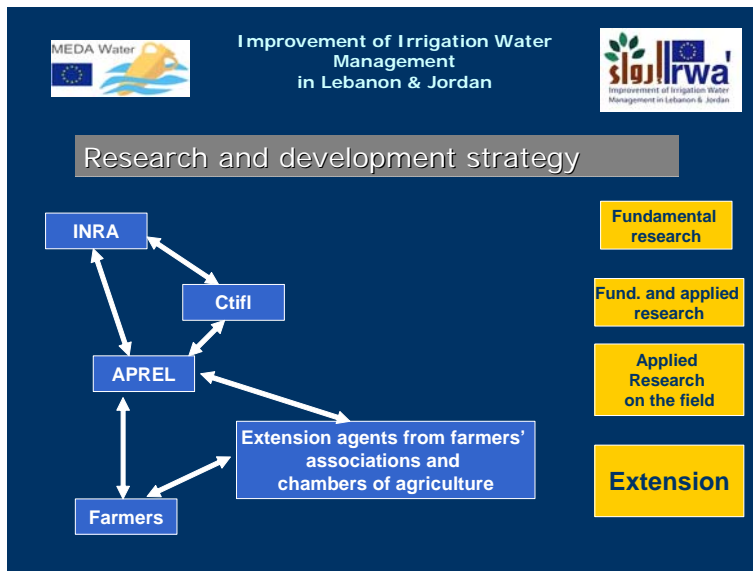 MEDA Water
Improvement of Irrigation Water
Management
in Lebanon & Jordan
الرواء Irwa'
Improvement of Irrigation Water
Management in Lebanon & Jordan
Research and development strategy
INRA
Fundamental
research
Ctifl
Fund. and applied
research
APREL
Applied
Research
on the field
Extension agents from farmers'
associations and
chambers of agriculture
Extension
Farmers